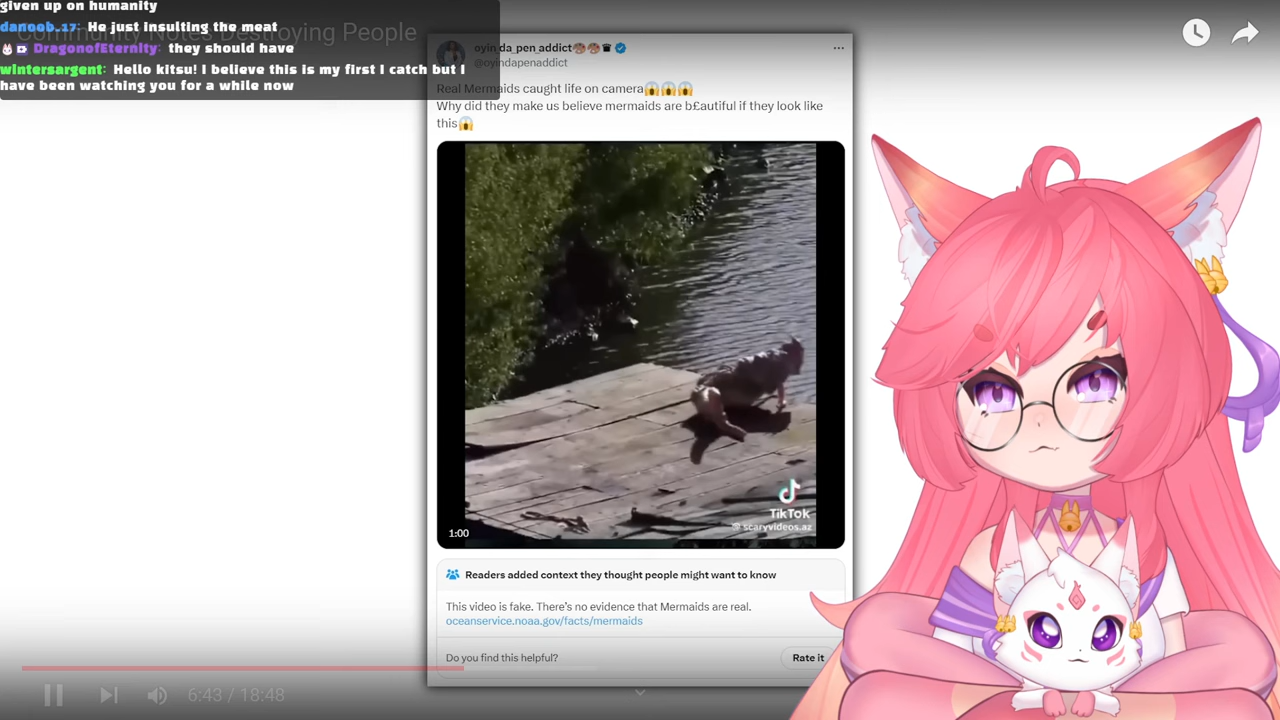 given up on humanity
danoob_17: He just insulting the meat
Community Notes Destroying People
DragonofEternity: they should have
wintersargent: Hello kitsu! I believe this is my first I catch but I
have been watching you for a while now
oyin da_pen_addict
@oyindapenaddict
Real Mermaids caught life on camera😱😱😱
Why did they make us believe mermaids are b£autiful if they look like
this😱
TikTok
scaryvideos.az
1:00
Readers added context they thought people might want to know
This video is fake. There's no evidence that Mermaids are real.
oceanservice.noaa.gov/facts/mermaids
Do you find this helpful?
Rate it
6:43 / 18:48